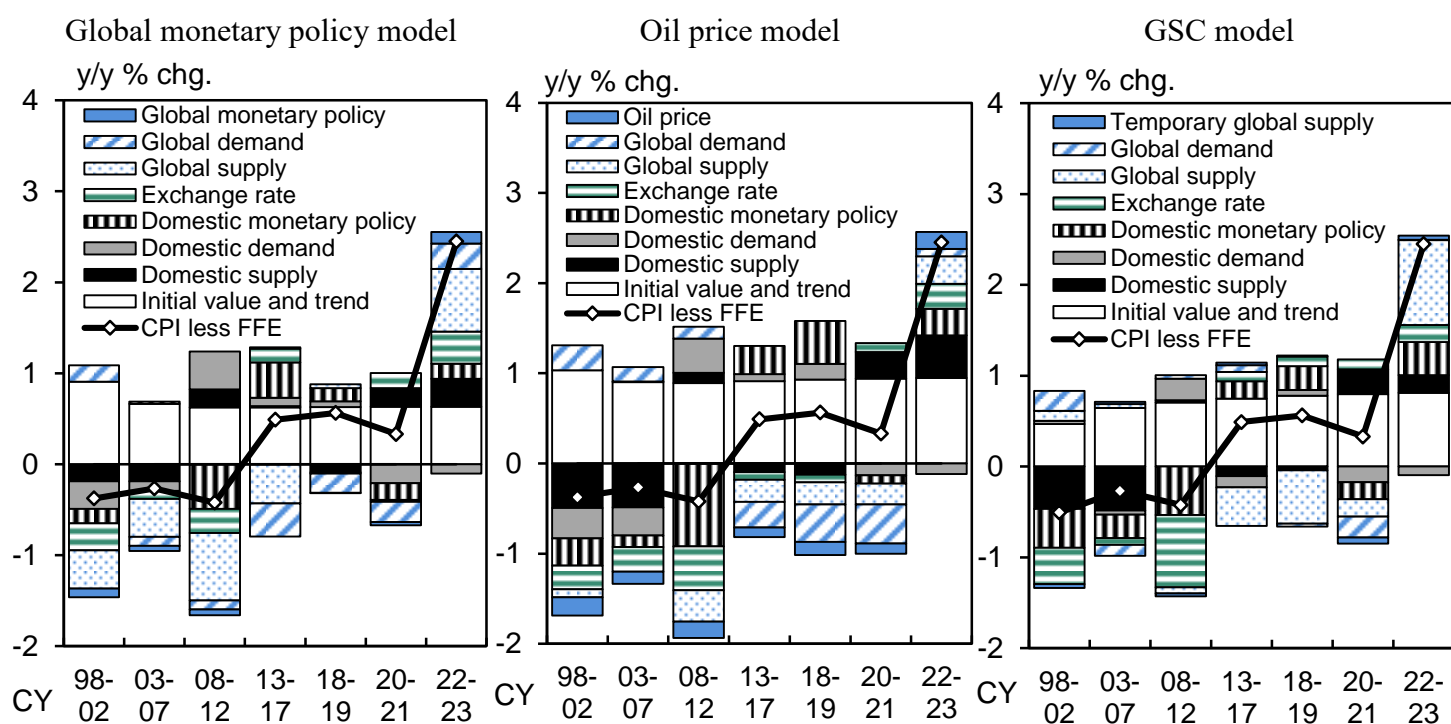 Global monetary policy model
y/y % chg.
4
3
2
1
0
-1
-2
Global monetary policy
Global demand
Global supply
Exchange rate
Domestic monetary policy
Domestic demand
Domestic supply
Initial value and trend
CPI less FFE
CY
98-02
03-07
08-12
13-17
18-19
20-21
22-23
Oil price model
y/y % chg.
4
3
2
1
0
-1
-2
Oil price
Global demand
Global supply
Exchange rate
Domestic monetary policy
Domestic demand
Domestic supply
Initial value and trend
CPI less FFE
CY
98-02
03-07
08-12
13-17
18-19
20-21
22-23
GSC model
y/y % chg.
4
3
2
1
0
-1
-2
Temporary global supply
Global demand
Global supply
Exchange rate
Domestic monetary policy
Domestic demand
Domestic supply
Initial value and trend
CPI less FFE
CY
98-02
03-07
08-12
13-17
18-19
20-21
22-23